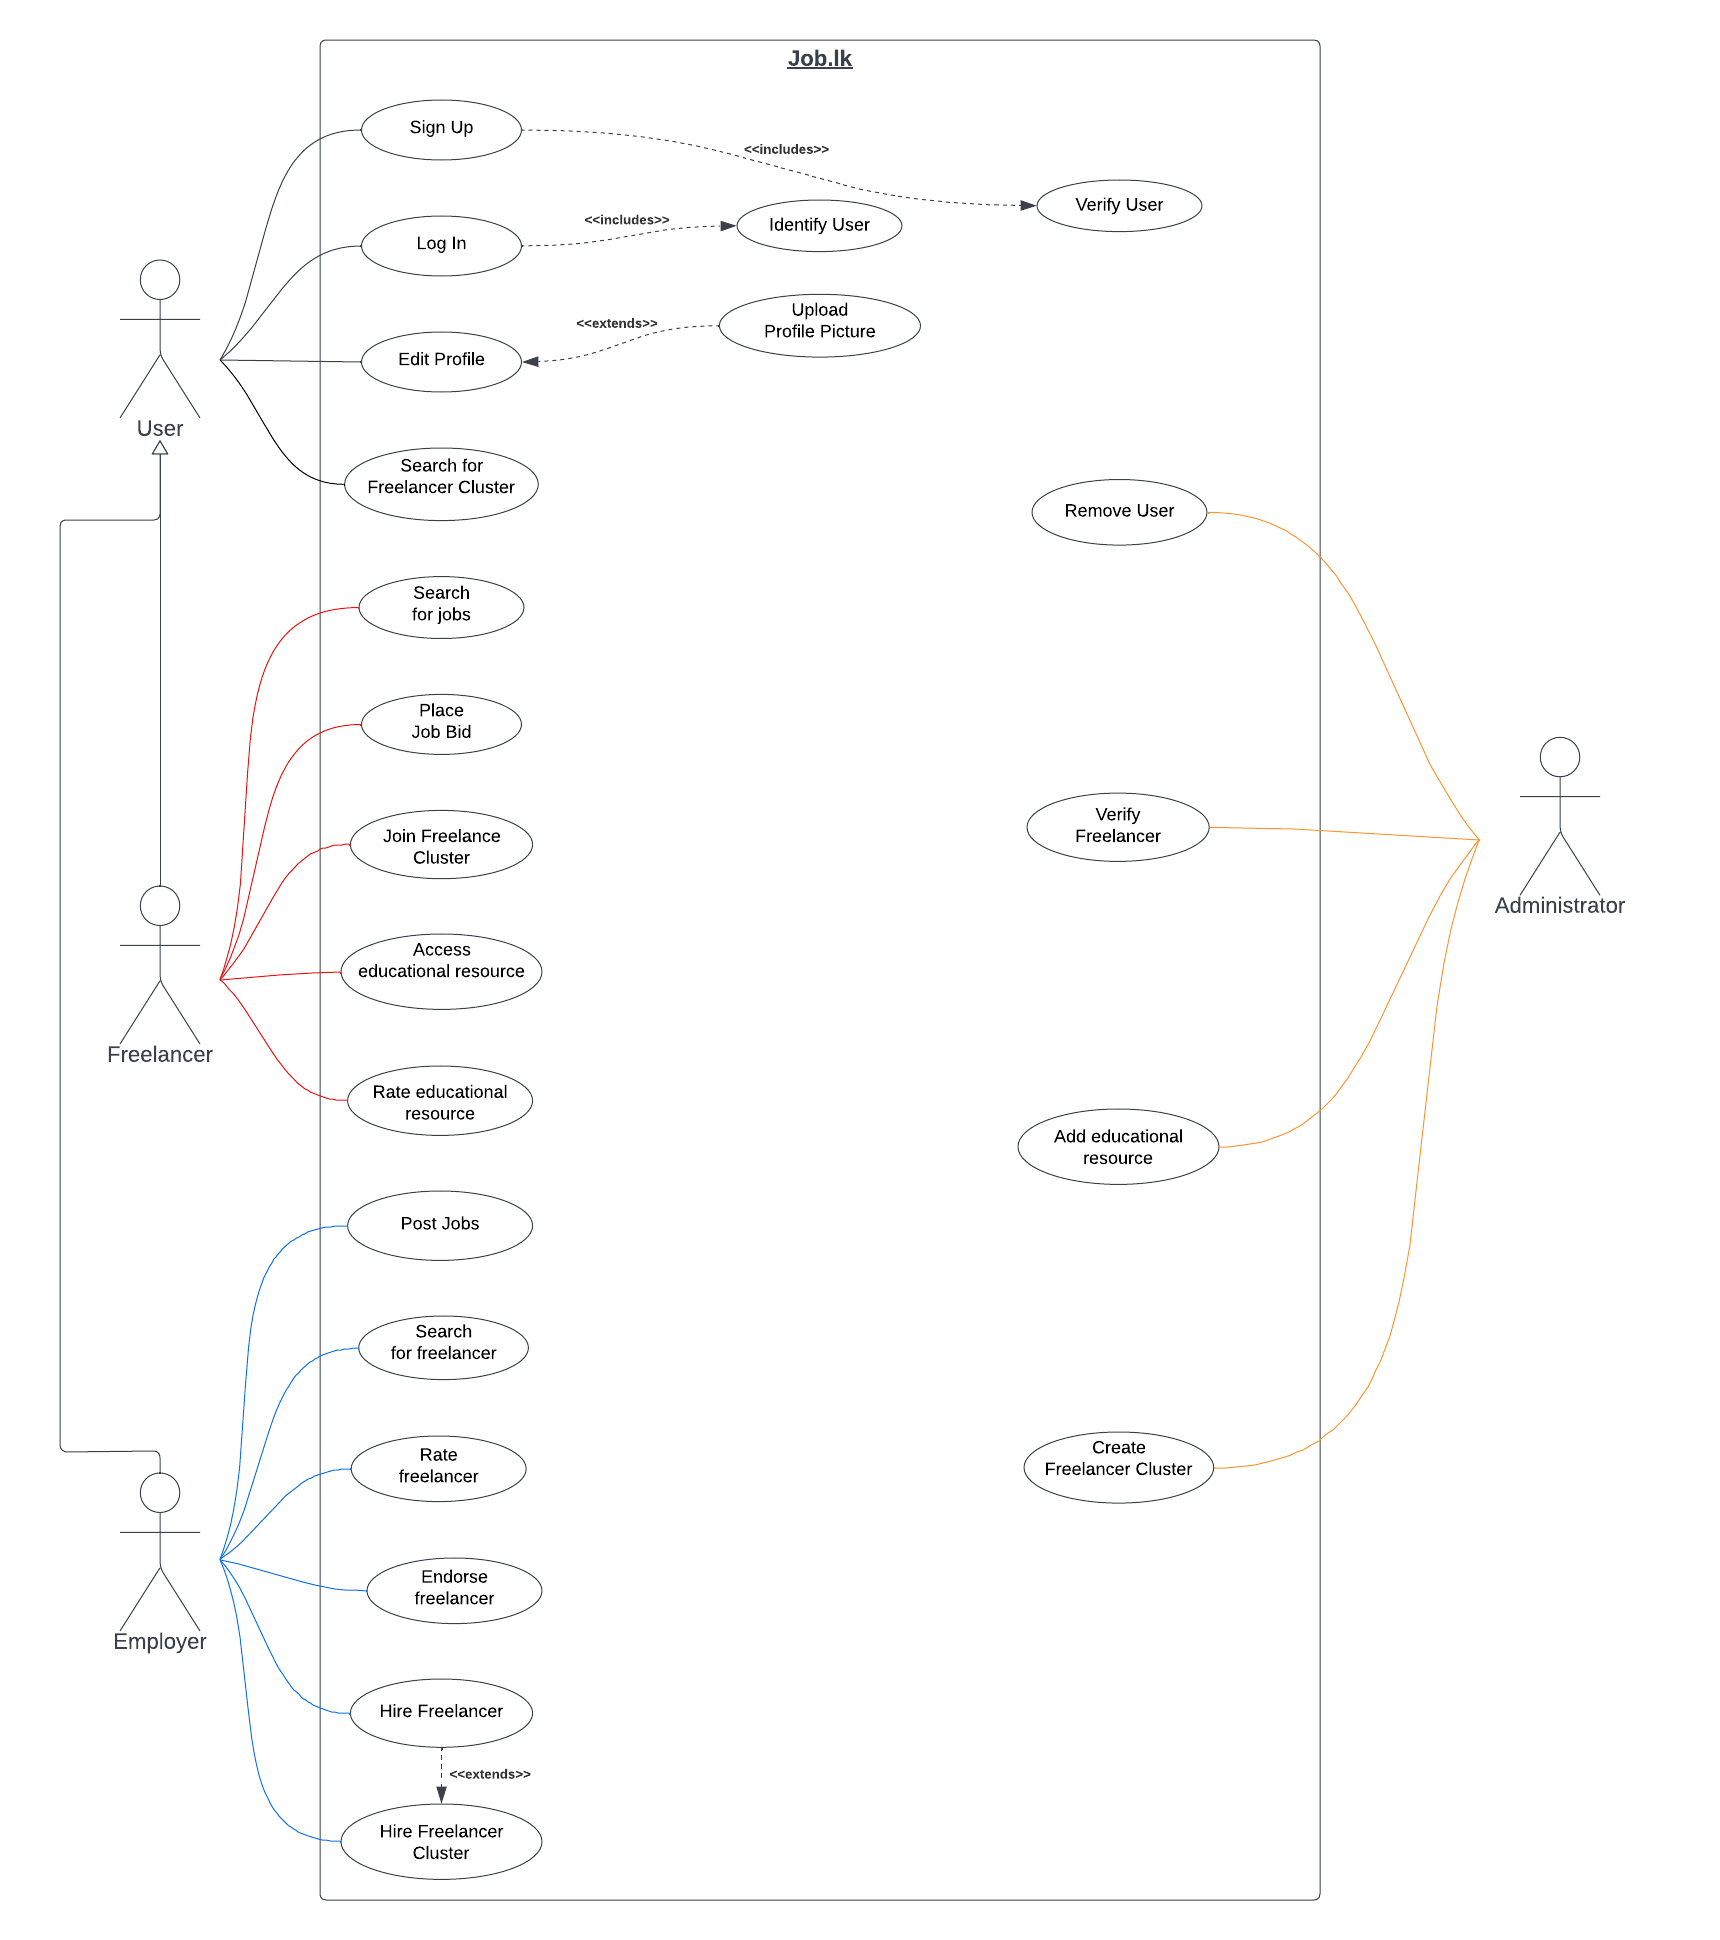 Job.lk
Sign Up
<<includes>>
Verify User
Log In
<<includes>>
Identify User
Edit Profile
<<extends>>
Upload
Profile Picture
User
Search for
Freelancer Cluster
Remove User
Search
for jobs
Place
Job Bid
Verify
Freelancer
Join Freelance
Cluster
Administrator
Access
educational resource
Freelancer
Rate educational
resource
Add educational
resource
Post Jobs
Search
for freelancer
Rate
freelancer
Create
Freelancer Cluster
Endorse
freelancer
Employer
Hire Freelancer
<<extends>>
Hire Freelancer
Cluster